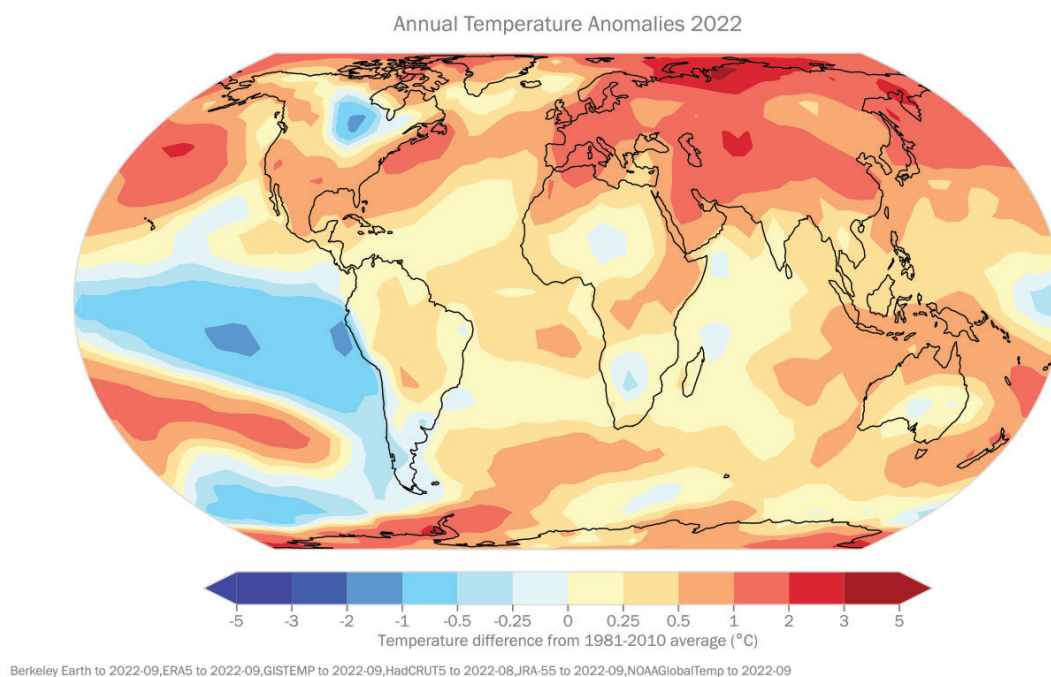 Annual Temperature Anomalies 2022
-5 -3 -2 -1 -0.5 -0.25 0 0.25 0.5 1 2 3 5
Temperature difference from 1981-2010 average (°C)
Berkeley Earth to 2022-09,ERA5 to 2022-09,GISTEMP to 2022-09,HadCRUT5 to 2022-08,JRA-55 to 2022-09,NOAAGlobalTemp to 2022-09